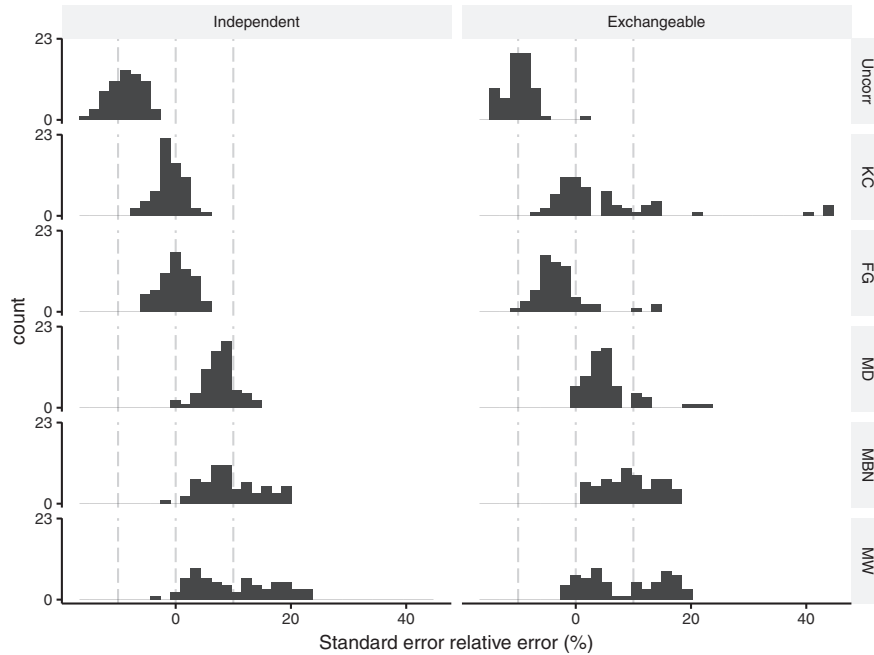 Independent
Exchangeable
23
0
Uncorr
23
0
KC
23
0
FG
23
0
MD
23
0
MBN
23
0
MW
count
0 20 40 0 20 40
Standard error relative error (%)